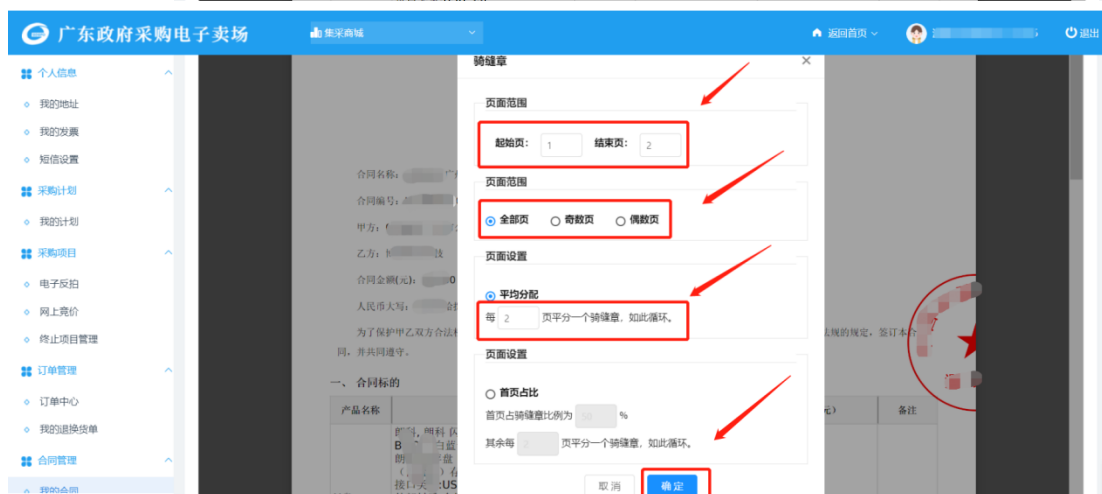 广东政府采购电子卖场
集采商城
返回首页
退出
个人信息
我的地址
我的发票
短信设置
采购计划
我的计划
采购项目
电子反拍
网上竞价
终止项目管理
订单管理
订单中心
我的退换货单
合同管理
我的合同
合同名称:
合同编号:
甲方:
乙方:
合同金额(元):
人民币大写:
为了保护甲乙双方合法
法规的规定,签订本合
同,并共同遵守。
一、 合同标的
产品名称
元)
备注
骑缝章
页面范围
起始页: 1 结束页: 2
页面范围
全部页 奇数页 偶数页
页面设置
平均分配
每 2 页平分一个骑缝章,如此循环。
页面设置
首页占比
首页占骑缝章比例为 50 %
其余每 2 页平分一个骑缝章,如此循环。
取消 确定